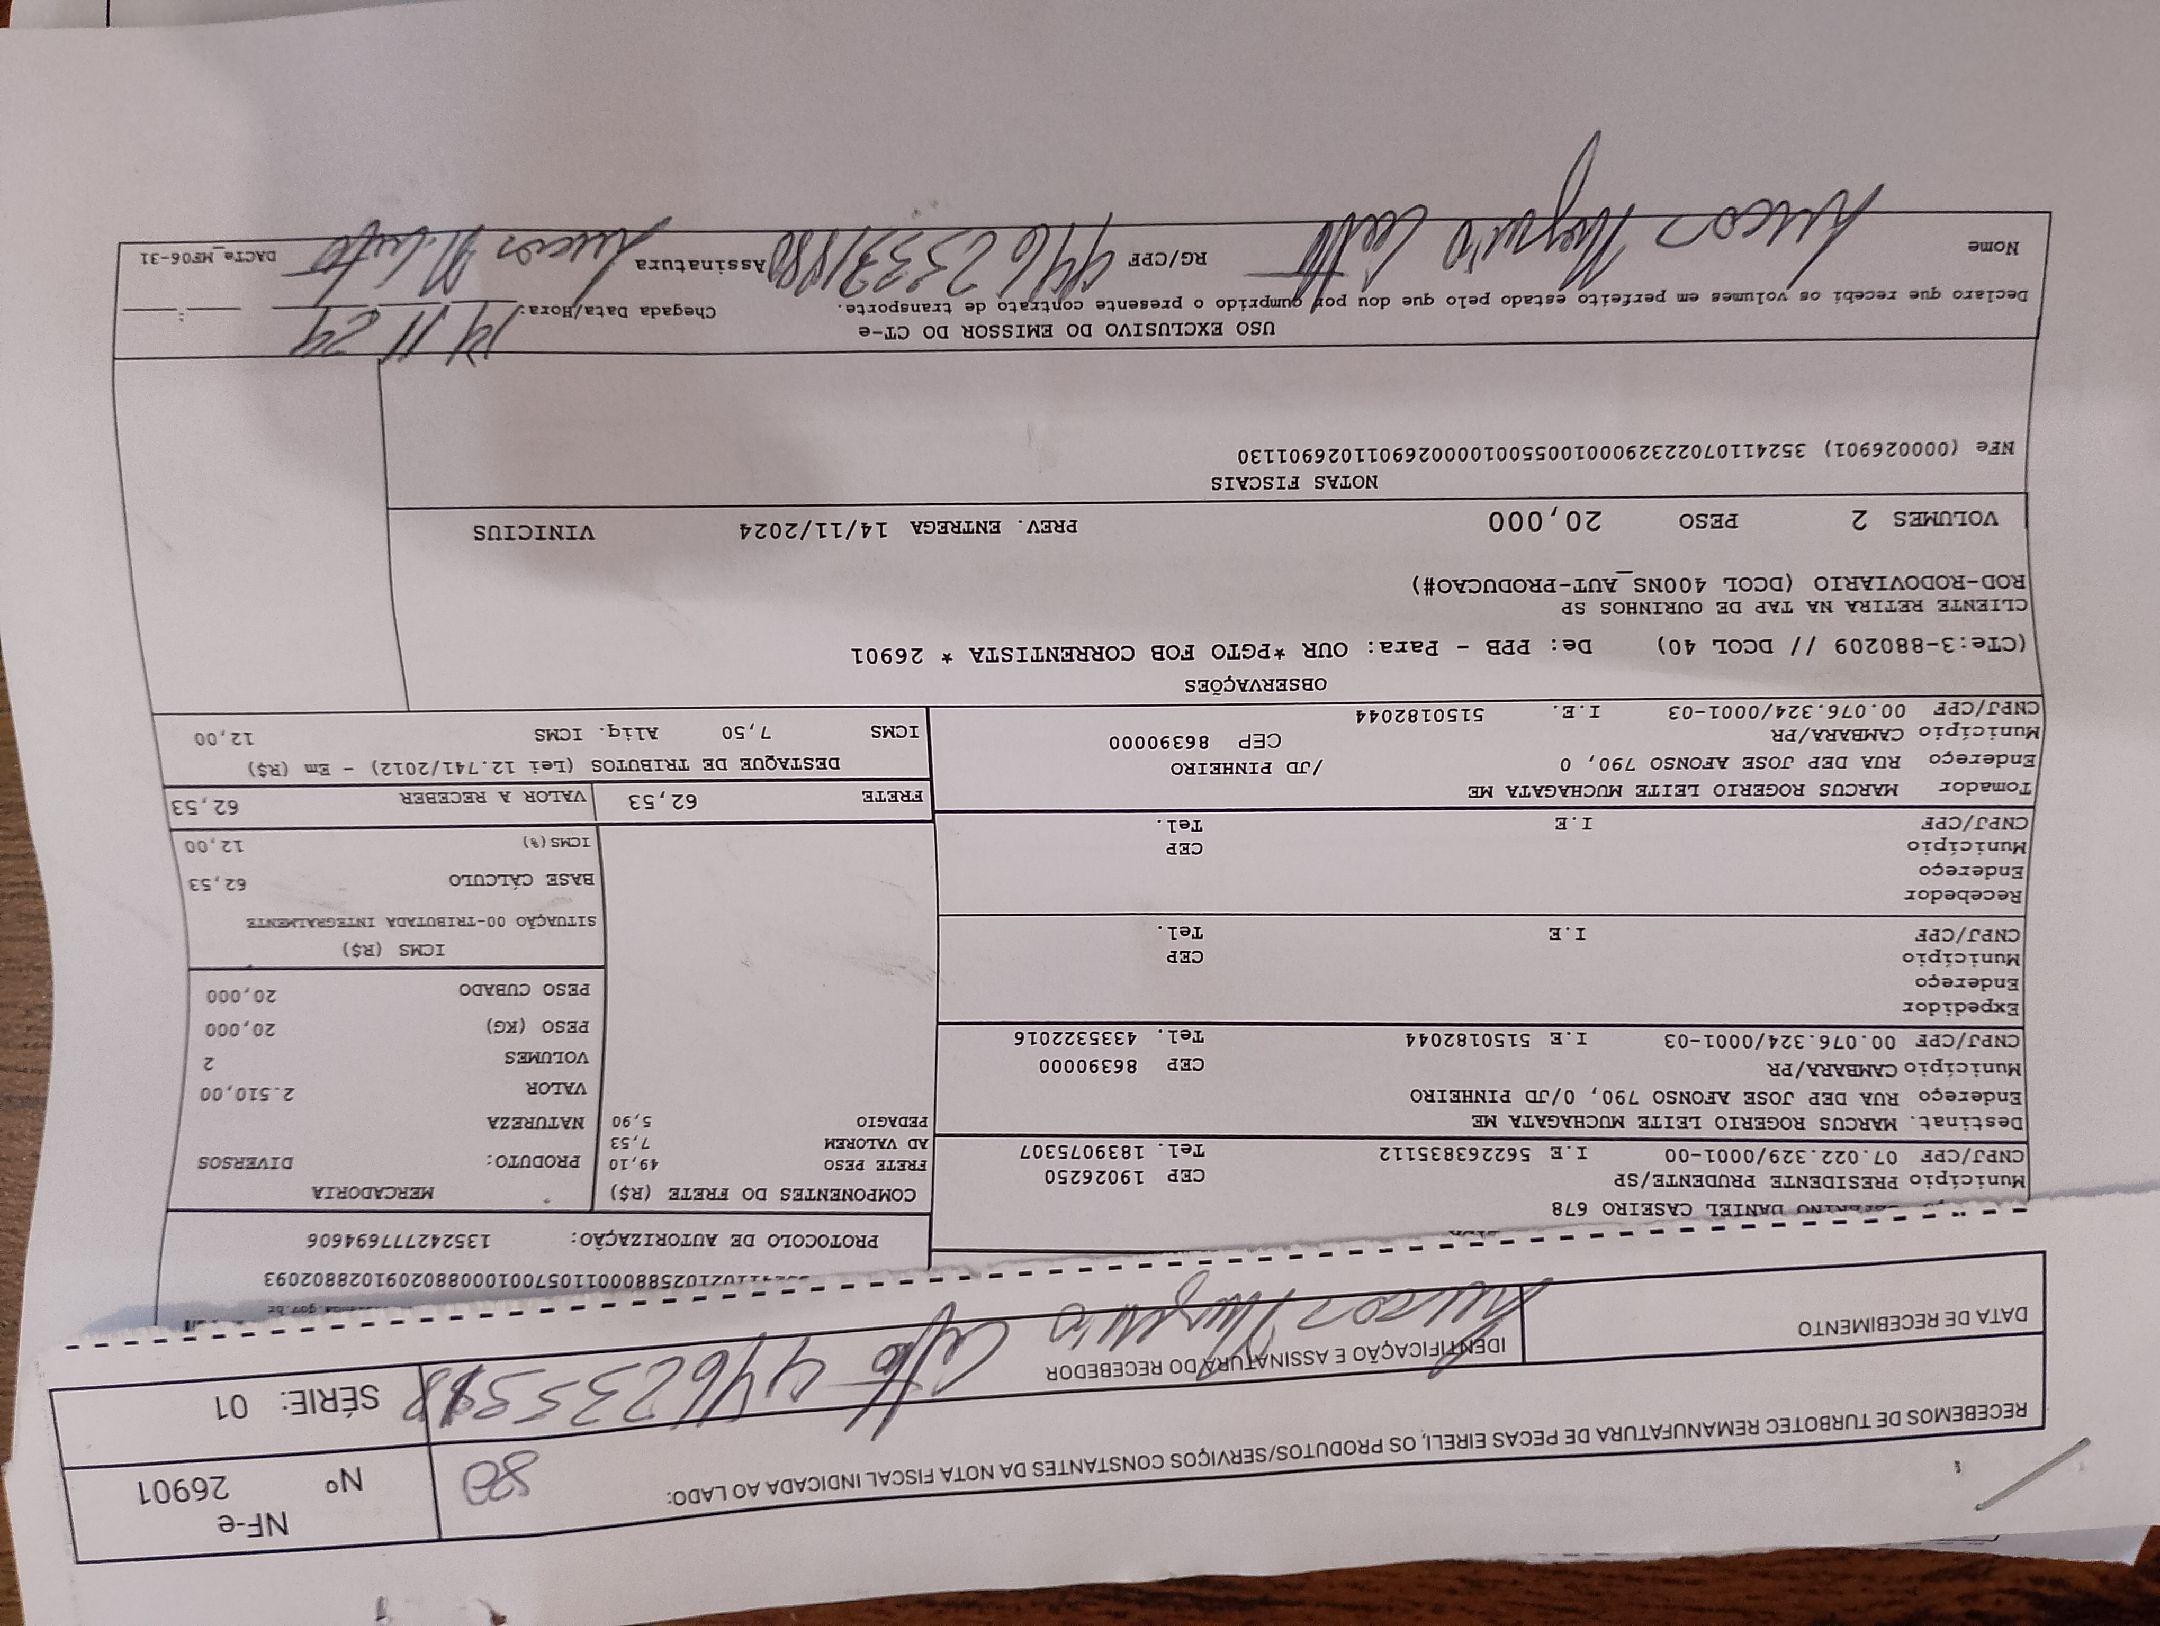 NF-e
Nº 26901
SÉRIE: 01
RECEBEMOS DE TURBOTEC REMANUFATURA DE PECAS EIRELI, OS PRODUTOS/SERVIÇOS CONSTANTES DA NOTA FISCAL INDICADA AO LADO:
80
DATA DE RECEBIMENTO
IDENTIFICAÇÃO E ASSINATURA DO RECEBEDOR
DANIEL CASEIRO 678
Município PRESIDENTE PRUDENTE/SP CEP 19026250
CNPJ/CPF 07.022.329/0001-00 I.E 562263835112 Tel. 1839075307
Destinat. MARCUS ROGERIO LEITE MUCHAGATA ME
Endereço RUA DEP JOSE AFONSO 790, 0/JD PINHEIRO
Município CAMBARA/PR CEP 86390000
CNPJ/CPF 00.076.324/0001-03 I.E 5150182044 Tel. 4335322016
Expedidor
Endereço
Município CEP
CNPJ/CPF I.E Tel.
Recebedor
Endereço
Município CEP
CNPJ/CPF I.E Tel.
Tomador MARCUS ROGERIO LEITE MUCHAGATA ME
Endereço RUA DEP JOSE AFONSO 790, 0 /JD PINHEIRO
Município CAMBARA/PR CEP 86390000
CNPJ/CPF 00.076.324/0001-03 I.E. 5150182044
PROTOCOLO DE AUTORIZAÇÃO: 135242777694606
COMPONENTES DO FRETE (R$)
FRETE PESO 49,10
AD VALOREM 7,53
PEDAGIO 5,90
MERCADORIA
PRODUTO: DIVERSOS
NATUREZA
VALOR 2.510,00
VOLUMES 2
PESO (KG) 20,000
PESO CUBADO 20,000
ICMS (R$)
SITUAÇÃO 00-TRIBUTADA INTEGRALMENTE
BASE CÁLCULO 62,53
ICMS(%) 12,00
FRETE 62,53 VALOR A RECEBER 62,53
DESTAQUE DE TRIBUTOS (Lei 12.741/2012) - Em (R$)
ICMS 7,50 Aliq. ICMS 12,00
OBSERVAÇÕES
(CTe:3-880209 // DCOL 40) De: PPB - Para: OUR *PGTO FOB CORRENTISTA * 26901
CLIENTE RETIRA NA TAP DE OURINHOS SP
ROD-RODOVIARIO (DCOL 400NS_AUT-PRODUCAO#)
VOLUMES 2 PESO 20,000 PREV. ENTREGA 14/11/2024 VINICIUS
NOTAS FISCAIS
NFe (000026901) 35241107022329000100550010000269011026901130
USO EXCLUSIVO DO EMISSOR DO CT-e
Declaro que recebi os volumes em perfeito estado pelo que dou por cumprido o presente contrato de transporte.
Chegada Data/Hora: 14 11 24
Nome RG/CPF Assinatura
DACTe_MF06-31